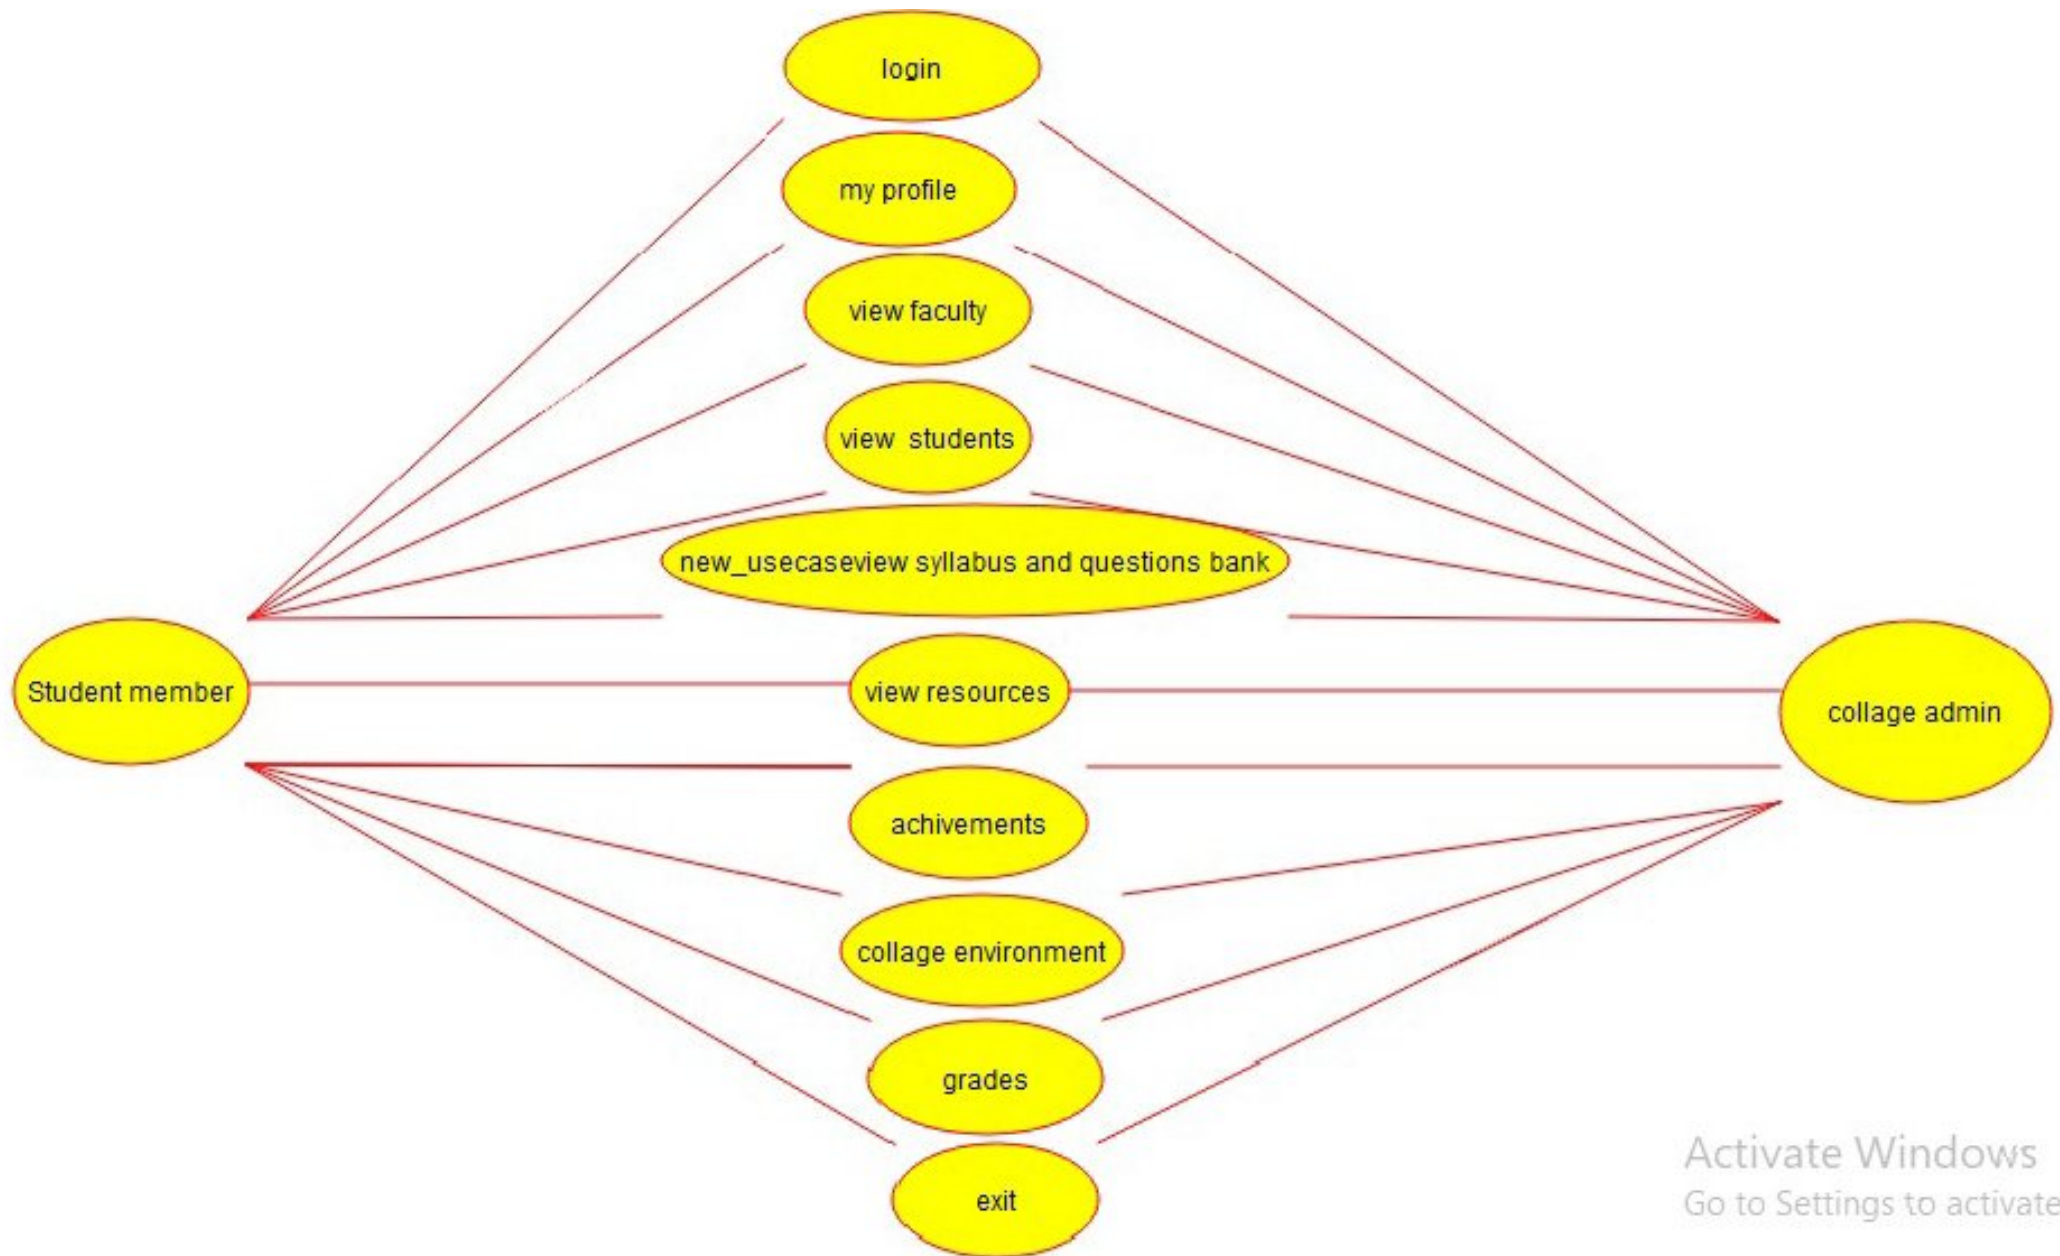 login
my profile
view faculty
view  students
new_usecaseview syllabus and questions bank
Student member
view resources
collage admin
achivements
collage environment
grades
exit
Activate Windows
Go to Settings to activate